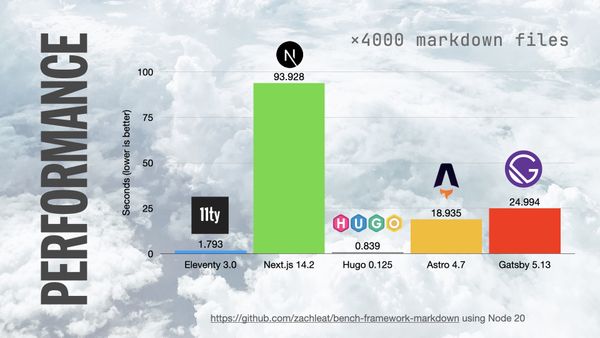 PERFORMANCE
×4000 markdown files
Seconds (lower is better)
100
75
50
25
0
11ty
1.793
N
93.928
HUGO
0.839
18.935
G
24.994
Eleventy 3.0
Next.js 14.2
Hugo 0.125
Astro 4.7
Gatsby 5.13
https://github.com/zachleat/bench-framework-markdown using Node 20